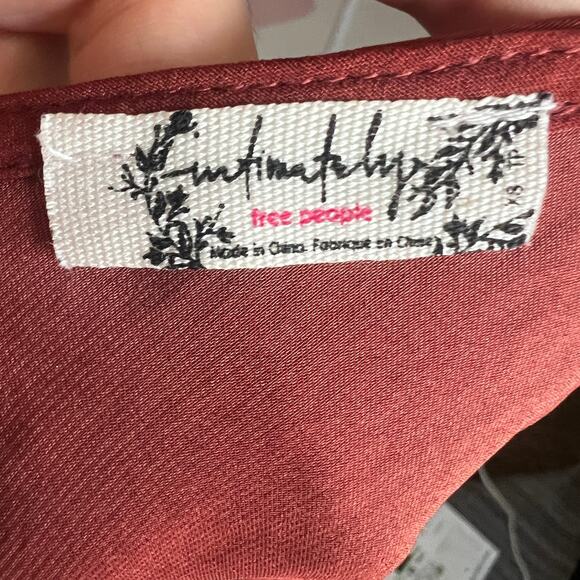 intimately
free people
Made in China. Fabriqué en Chine
XS TP